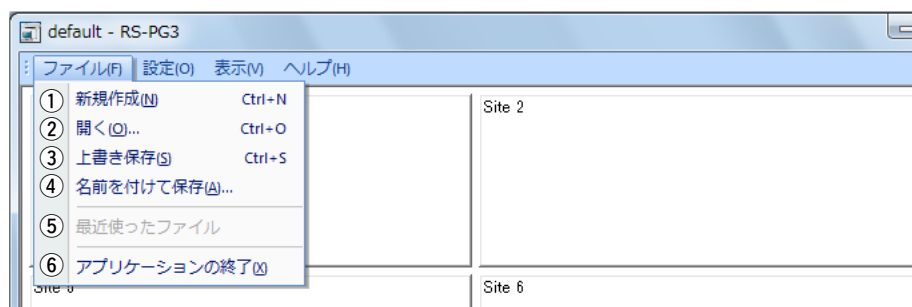 default - RS-PG3
ファイル(F) 設定(O) 表示(V) ヘルプ(H)
① 新規作成(N) Ctrl+N
② 開く(O)... Ctrl+O
③ 上書き保存(S) Ctrl+S
④ 名前を付けて保存(A)...
⑤ 最近使ったファイル
⑥ アプリケーションの終了(X)
Site 2
Site 5
Site 6